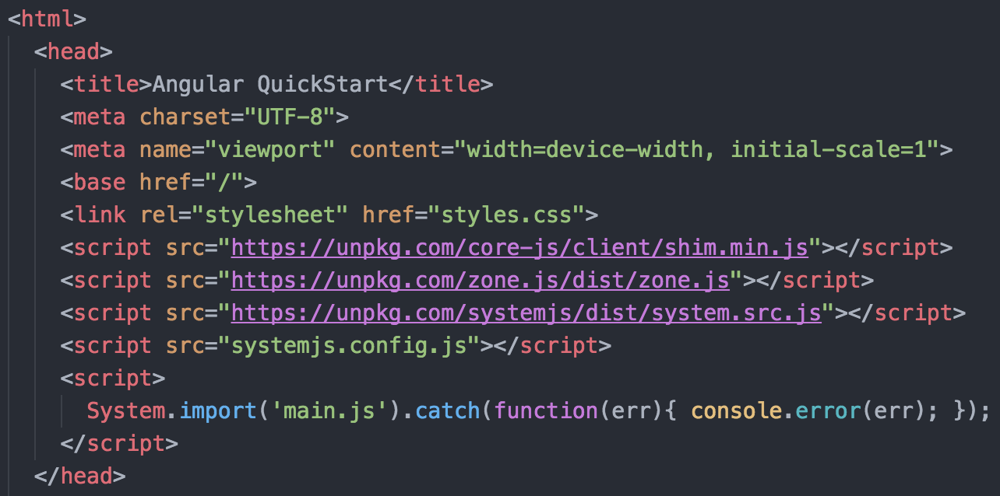 <html>
<head>
<title>Angular QuickStart</title>
<meta charset="UTF-8">
<meta name="viewport" content="width=device-width, initial-scale=1">
<base href="/">
<link rel="stylesheet" href="styles.css">
<script src="https://unpkg.com/core-js/client/shim.min.js"></script>
<script src="https://unpkg.com/zone.js/dist/zone.js"></script>
<script src="https://unpkg.com/systemjs/dist/system.src.js"></script>
<script src="systemjs.config.js"></script>
<script>
System.import('main.js').catch(function(err){ console.error(err); });
</script>
</head>